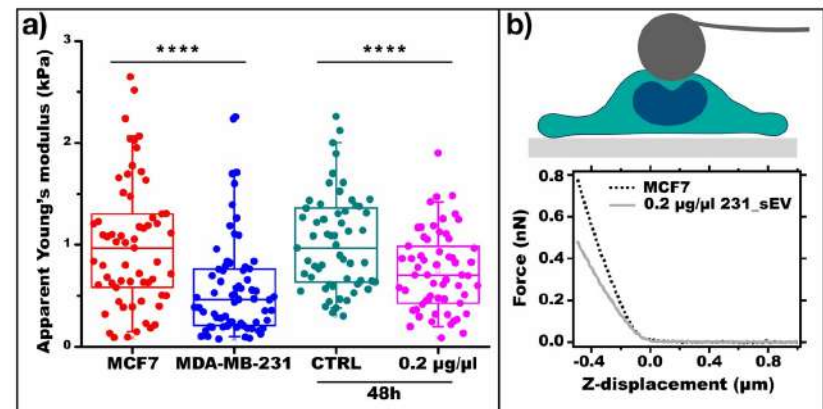 a)
Apparent Young's modulus (kPa)
3
2
1
0
****
****
MCF7
MDA-MB-231
CTRL
0.2 µg/µl
48h
b)
Force (nN)
0.8
0.6
0.4
0.2
0.0
MCF7
0.2 µg/µl 231_sEV
-0.4
0.0
0.4
0.8
Z-displacement (µm)